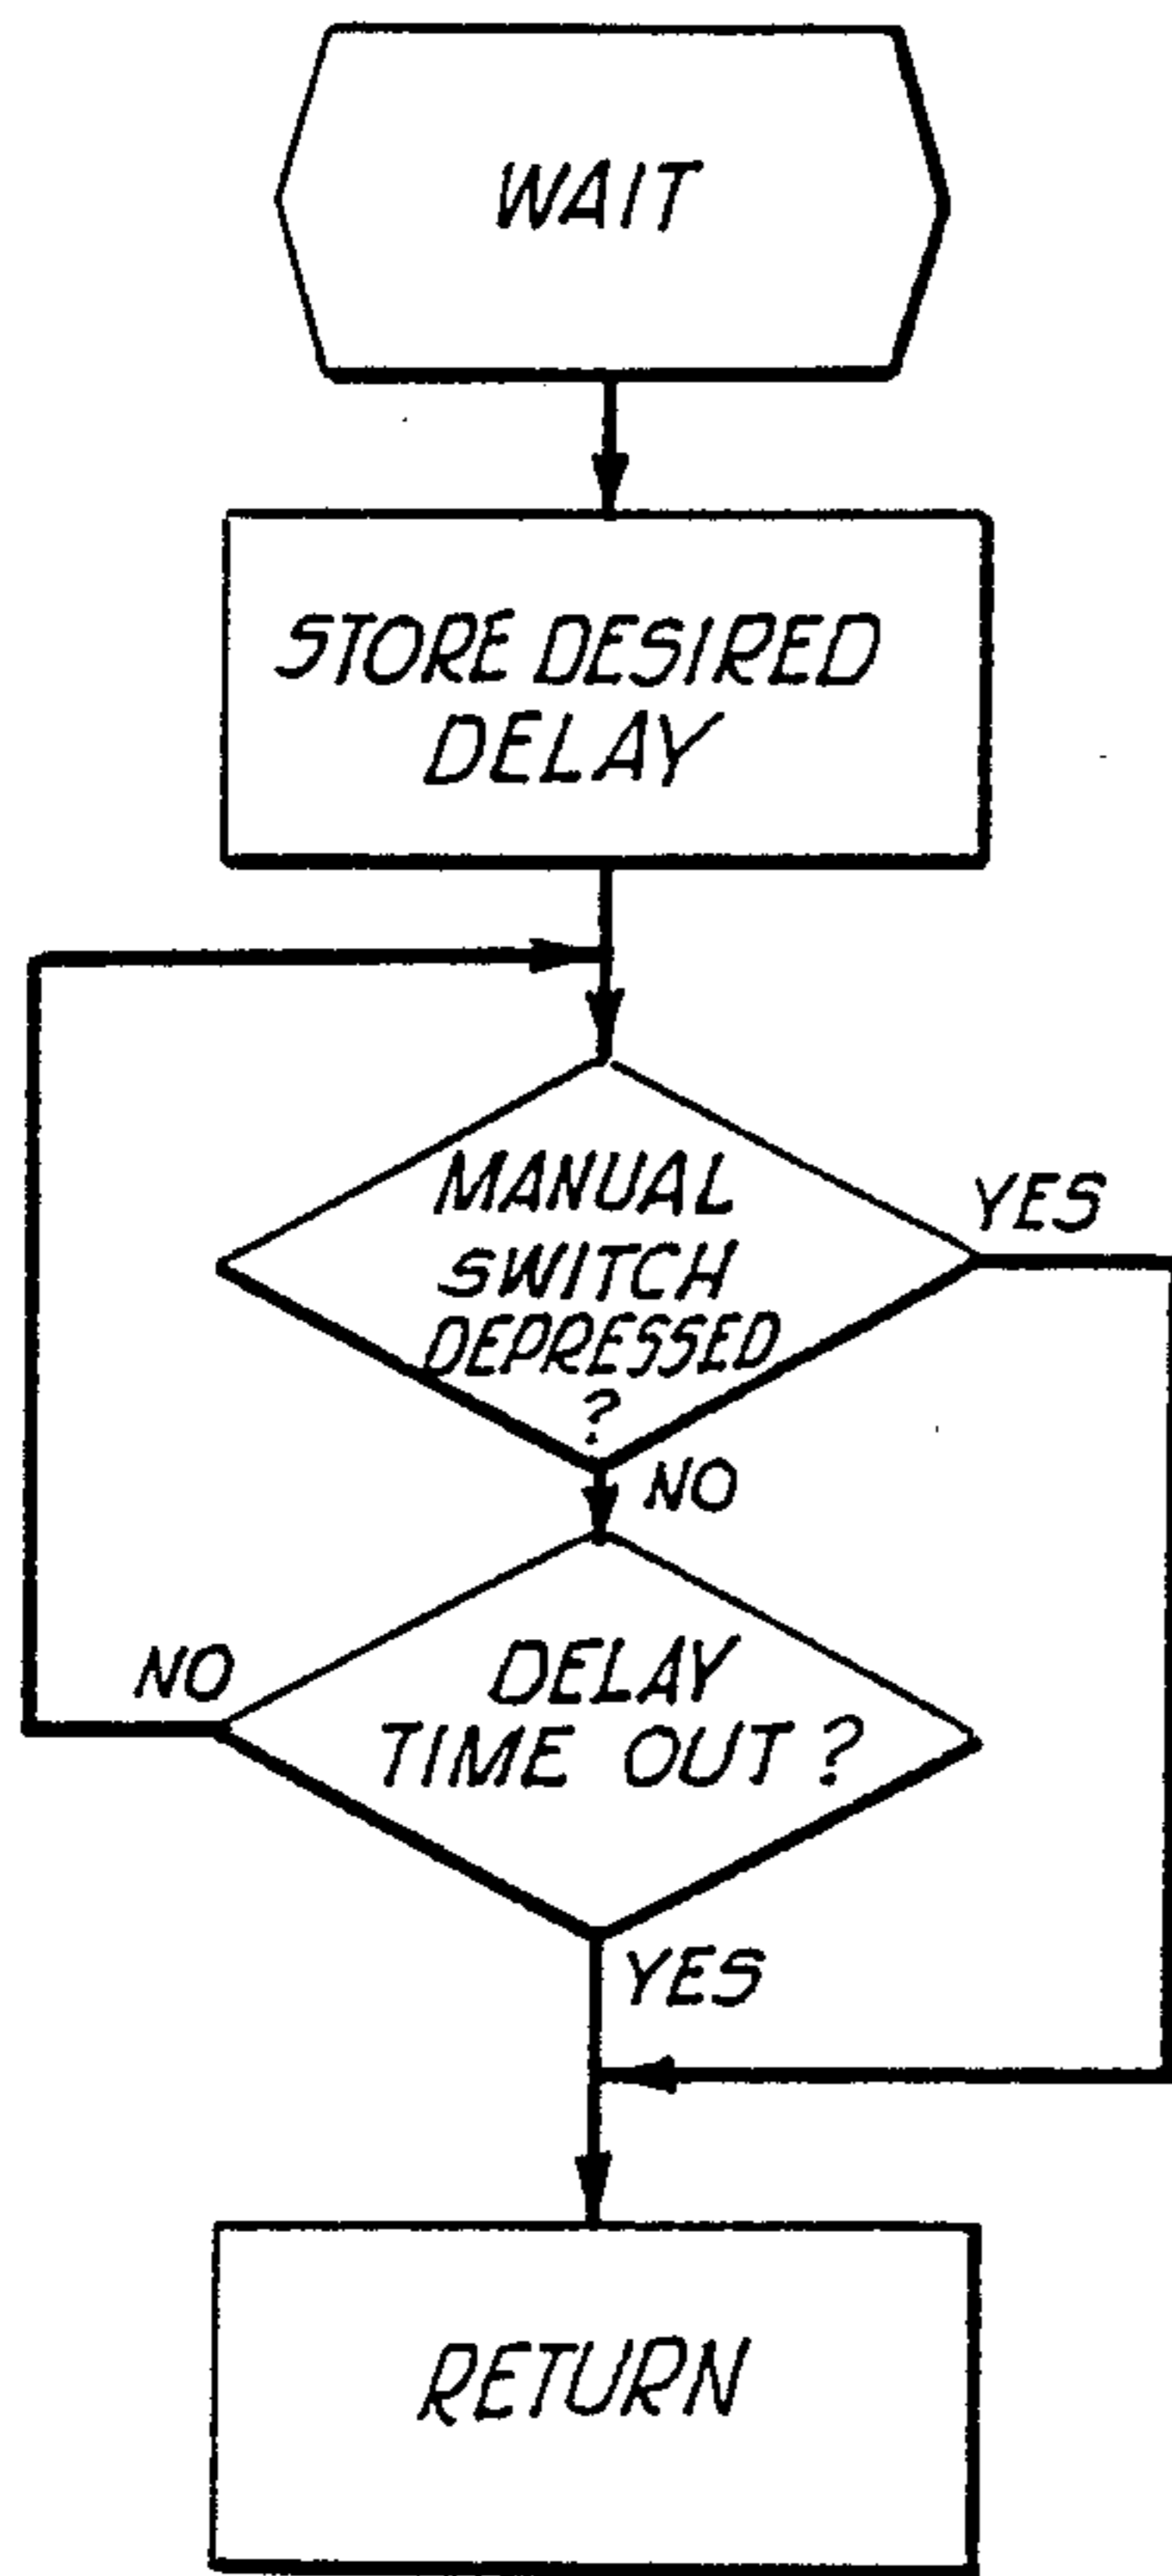 WAIT
STORE DESIRED
DELAY
MANUAL
SWITCH
DEPRESSED
?
YES
NO
DELAY
TIME OUT ?
NO
YES
RETURN